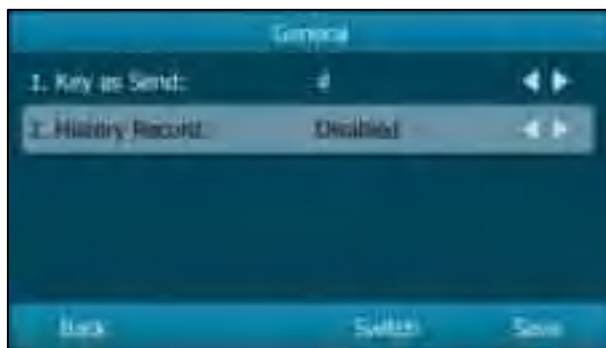 General
1. Key as Send: #
2. History Record: Disabled
Back Switch Save